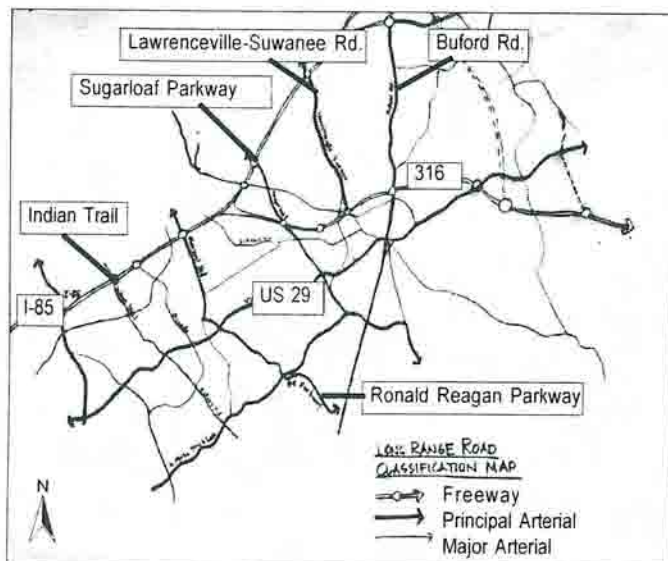 Lawrenceville-Suwanee Rd.
Buford Rd.
Sugarloaf Parkway
316
Indian Trail
I-85
US 29
Ronald Reagan Parkway
LONG RANGE ROAD
CLASSIFICATION MAP
Freeway
Principal Arterial
Major Arterial
N